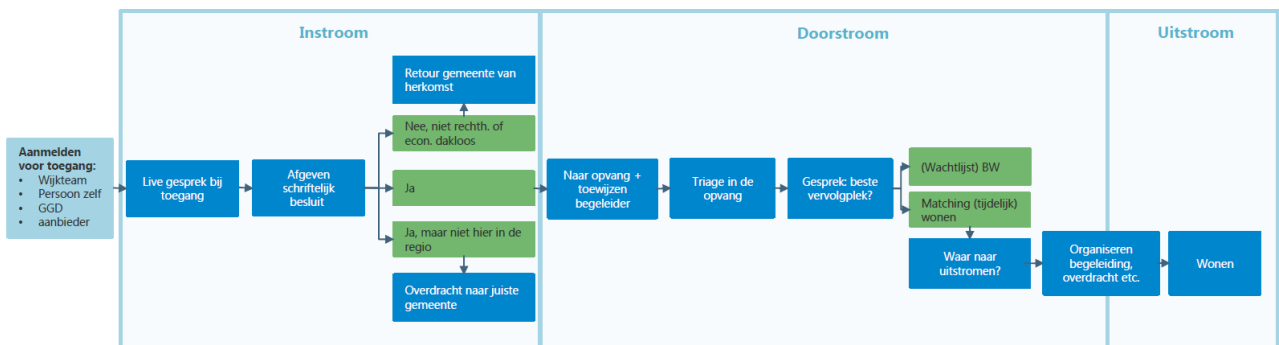 Instroom
Doorstroom
Uitstroom
Aanmelden
voor toegang:
• Wijkteam
• Persoon zelf
• GGD
• aanbieder
Live gesprek bij
toegang
Afgeven
schriftelijk
besluit
Retour gemeente van
herkomst
Nee, niet rechth. of
econ. dakloos
Ja
Ja, maar niet hier in de
regio
Overdracht naar juiste
gemeente
Naar opvang +
toewijzen
begeleider
Triage in de
opvang
Gesprek: beste
vervolgplek?
(Wachtlijst) BW
Matching (tijdelijk)
wonen
Waar naar
uitstromen?
Organiseren
begeleiding,
overdracht etc.
Wonen